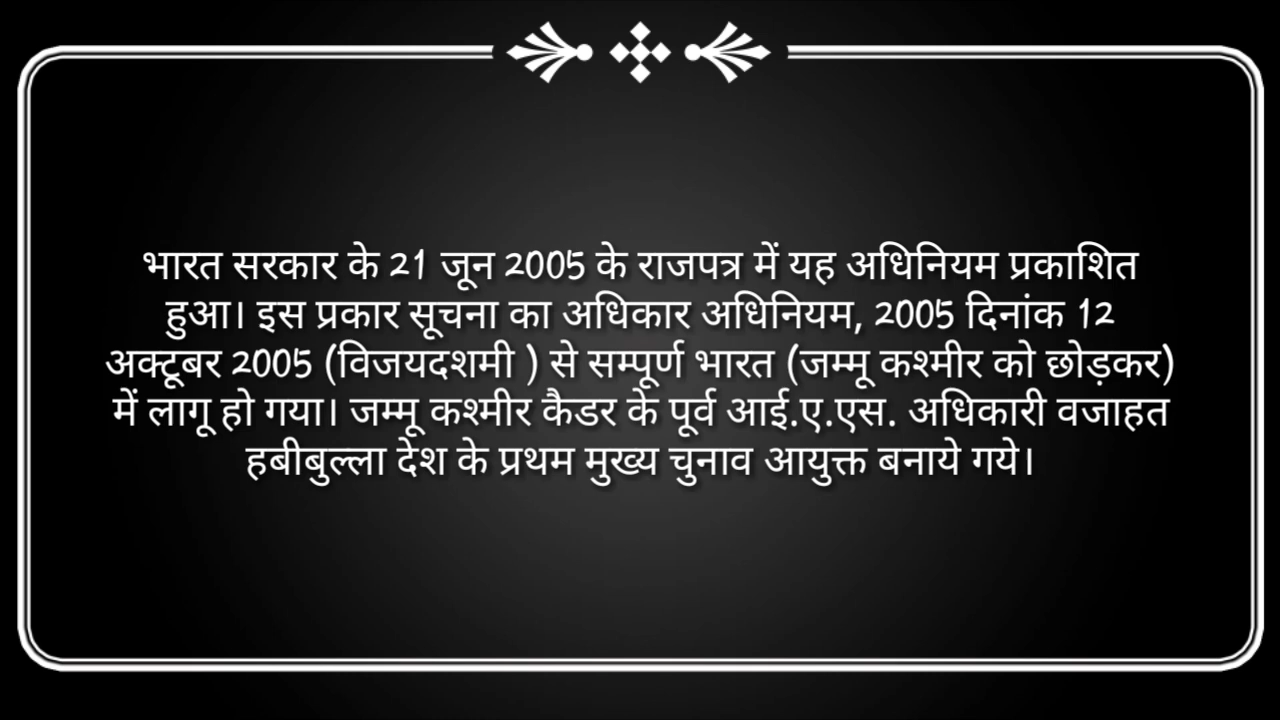 भारत सरकार के 21 जून 2005 के राजपत्र में यह अधिनियम प्रकाशित
हुआ। इस प्रकार सूचना का अधिकार अधिनियम, 2005 दिनांक 12
अक्टूबर 2005 (विजयदशमी ) से सम्पूर्ण भारत (जम्मू कश्मीर को छोड़कर)
में लागू हो गया। जम्मू कश्मीर कैडर के पूर्व आई.ए.एस. अधिकारी वजाहत
हबीबुल्ला देश के प्रथम मुख्य चुनाव आयुक्त बनाये गये।